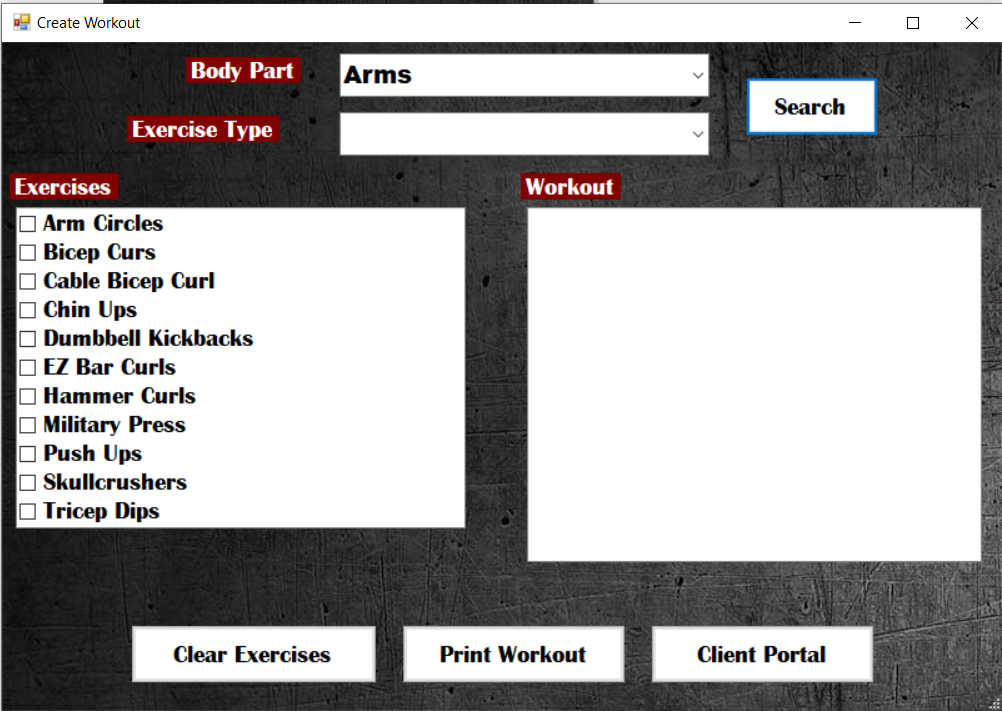 Create Workout
Body Part
Arms
Search
Exercise Type
Exercises
Workout
Arm Circles
Bicep Curs
Cable Bicep Curl
Chin Ups
Dumbbell Kickbacks
EZ Bar Curls
Hammer Curls
Military Press
Push Ups
Skullcrushers
Tricep Dips
Clear Exercises
Print Workout
Client Portal